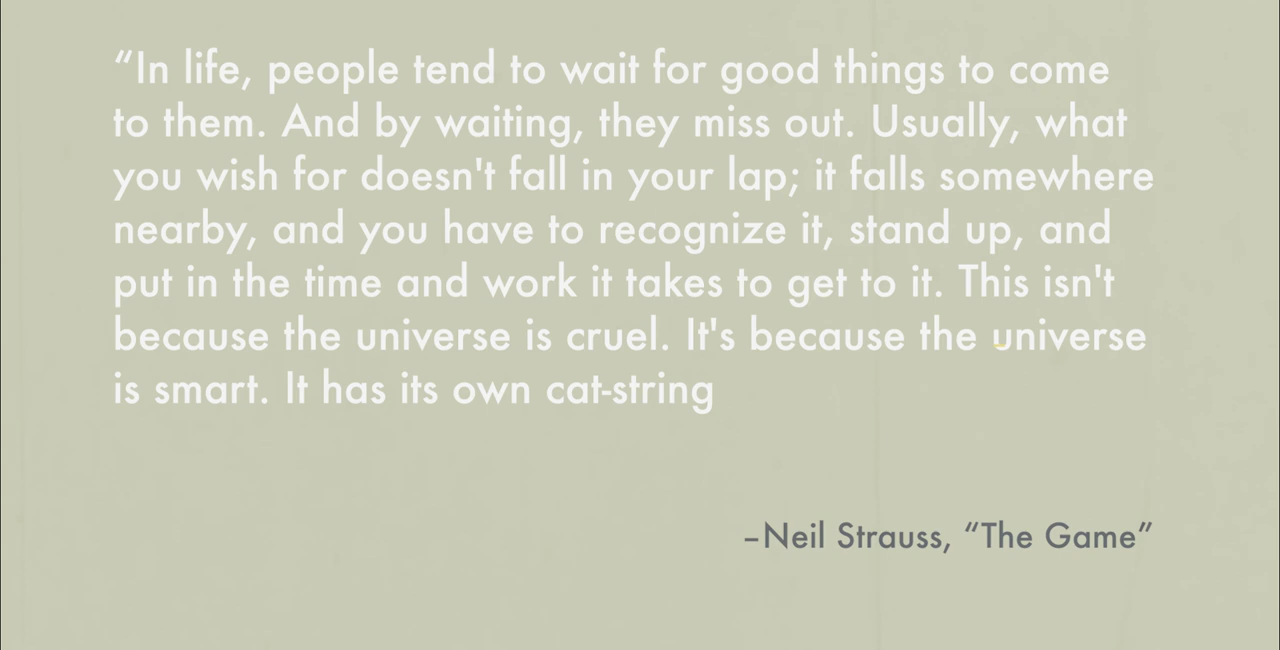 “In life, people tend to wait for good things to come
to them. And by waiting, they miss out. Usually, what
you wish for doesn't fall in your lap; it falls somewhere
nearby, and you have to recognize it, stand up, and
put in the time and work it takes to get to it. This isn't
because the universe is cruel. It's because the universe
is smart. It has its own cat-string
–Neil Strauss, “The Game”